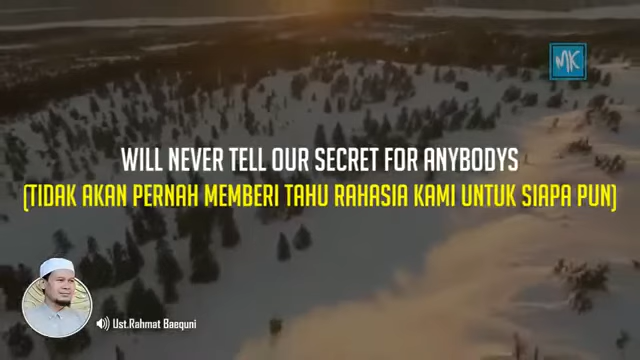 MK
WILL NEVER TELL OUR SECRET FOR ANYBODYS
(TIDAK AKAN PERNAH MEMBERI TAHU RAHASIA KAMI UNTUK SIAPA PUN)
Ust.Rahmat Baequni